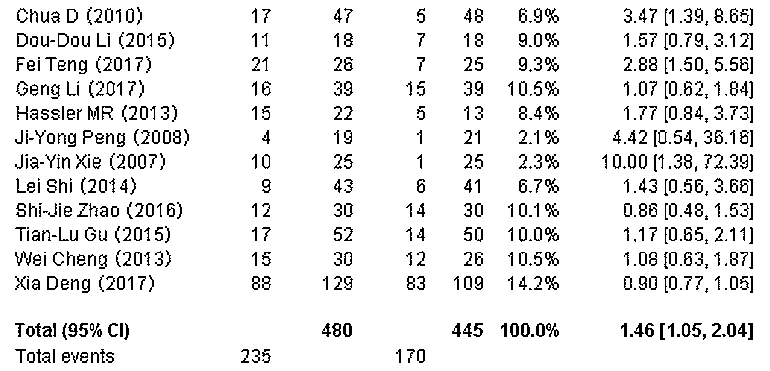 Chua D (2010) 17 47 5 48 6.9% 3.47 [1.39, 8.65]
Dou-Dou Li (2015) 11 18 7 18 9.0% 1.57 [0.79, 3.12]
Fei Teng (2017) 21 26 7 25 9.3% 2.88 [1.50, 5.56]
Geng Li (2017) 16 39 15 39 10.5% 1.07 [0.62, 1.84]
Hassler MR (2013) 15 22 5 13 8.4% 1.77 [0.84, 3.73]
Ji-Yong Peng (2008) 4 19 1 21 2.1% 4.42 [0.54, 36.16]
Jia-Yin Xie (2007) 10 25 1 25 2.3% 10.00 [1.38, 72.39]
Lei Shi (2014) 9 43 6 41 6.7% 1.43 [0.56, 3.66]
Shi-Jie Zhao (2016) 12 30 14 30 10.1% 0.86 [0.48, 1.53]
Tian-Lu Gu (2015) 17 52 14 50 10.0% 1.17 [0.65, 2.11]
Wei Cheng (2013) 15 30 12 26 10.5% 1.08 [0.63, 1.87]
Xia Deng (2017) 88 129 83 109 14.2% 0.90 [0.77, 1.05]
Total (95% CI) 480 445 100.0% 1.46 [1.05, 2.04]
Total events 235 170